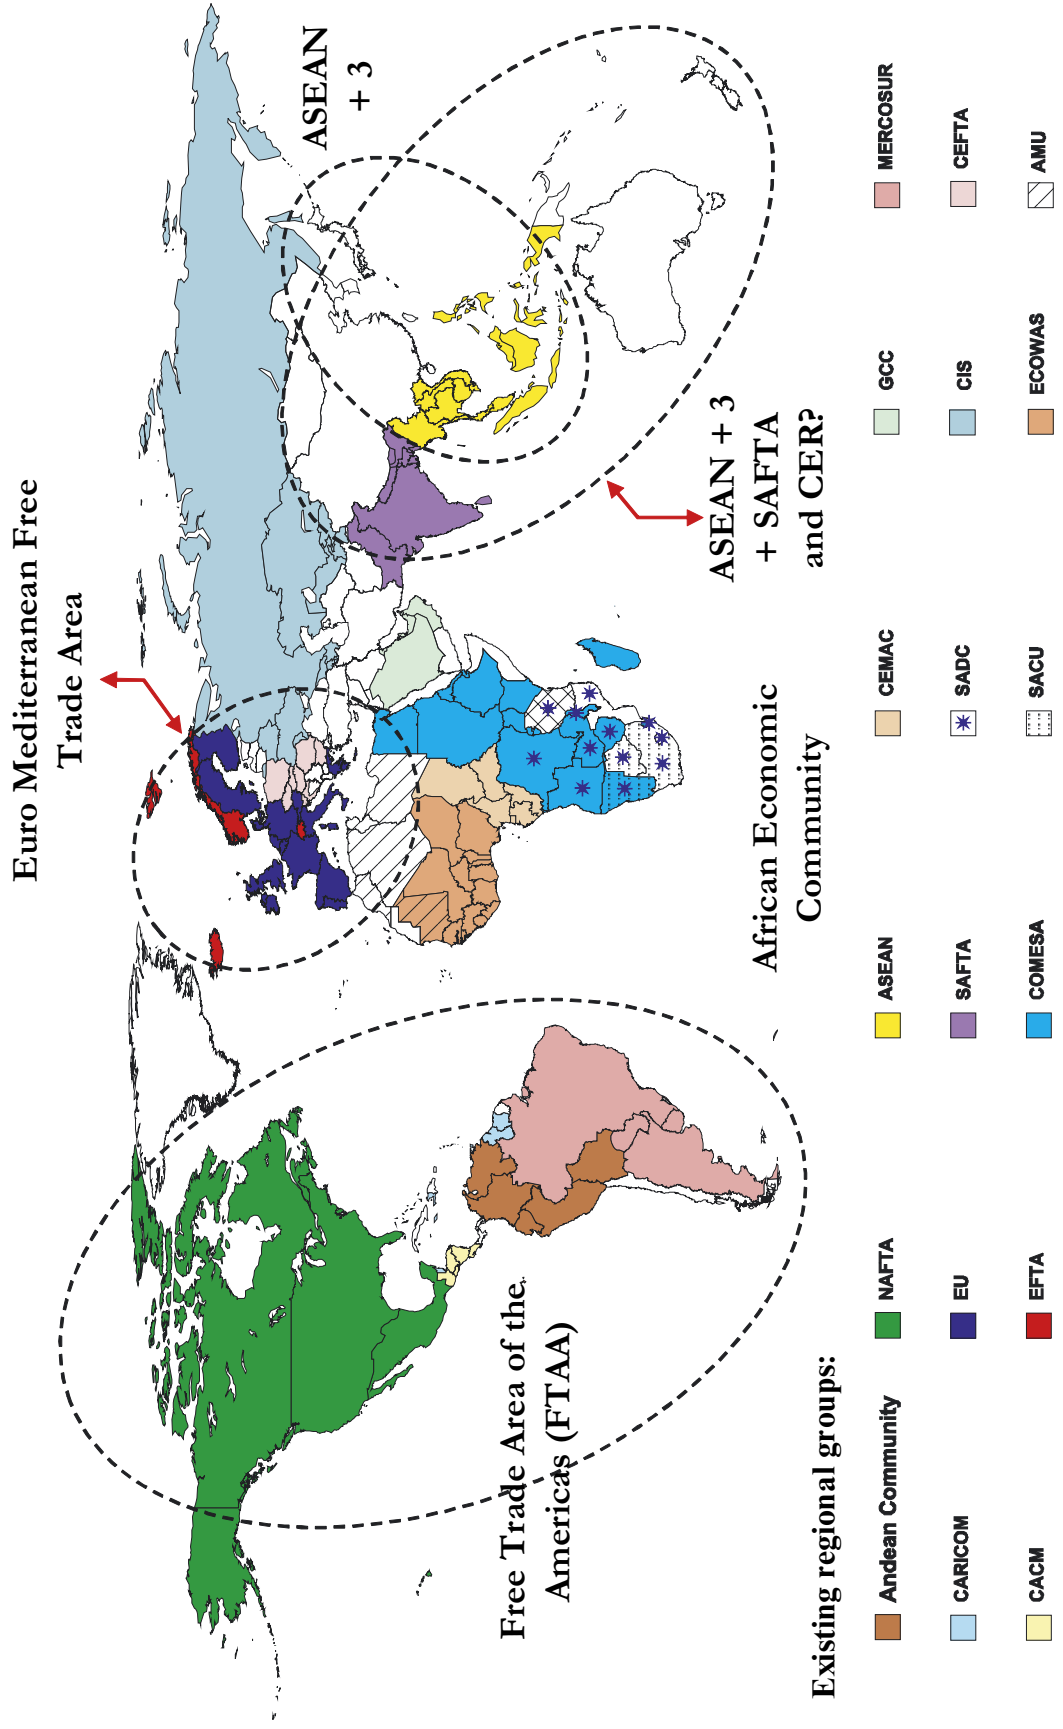 Euro Mediterranean Free
Trade Area
ASEAN
+ 3
ASEAN + 3
+ SAFTA
and CER?
African Economic
Community
Free Trade Area of the.
Americas (FTAA)
Existing regional groups:
Andean Community
NAFTA
ASEAN
CEMAC
GCC
MERCOSUR
CARICOM
EU
SAFTA
SADC
CIS
CEFTA
CACM
EFTA
COMESA
SACU
ECOWAS
AMU